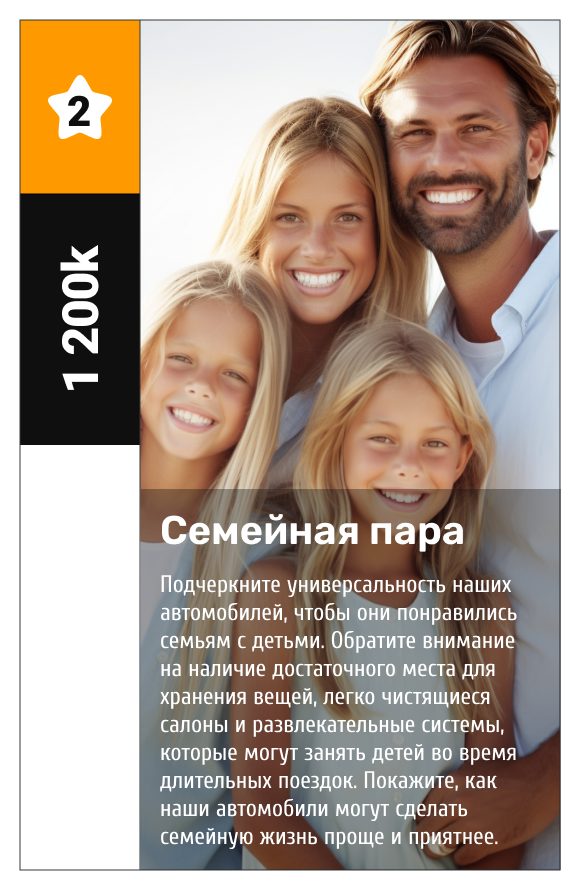 2
1 200k
Семейная пара
Подчеркните универсальность наших
автомобилей, чтобы они понравились
семьям с детьми. Обратите внимание
на наличие достаточного места для
хранения вещей, легко чистящиеся
салоны и развлекательные системы,
которые могут занять детей во время
длительных поездок. Покажите, как
наши автомобили могут сделать
семейную жизнь проще и приятнее.